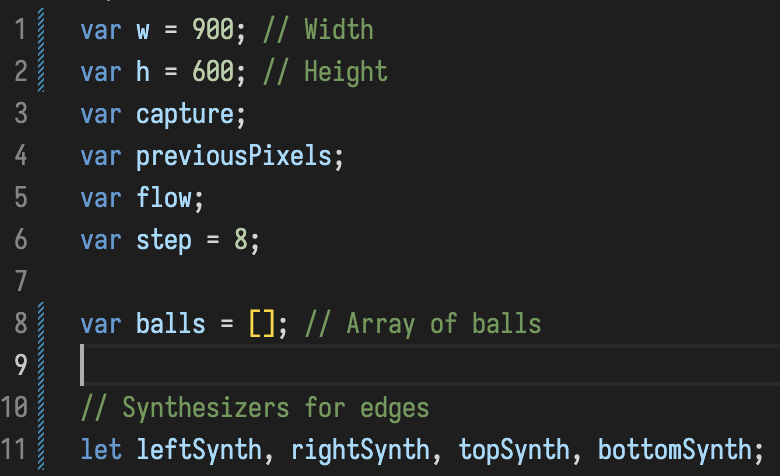 1 var w = 900; // Width
2 var h = 600; // Height
3 var capture;
4 var previousPixels;
5 var flow;
6 var step = 8;
7
8 var balls = []; // Array of balls
9
10 // Synthesizers for edges
11 let leftSynth, rightSynth, topSynth, bottomSynth;